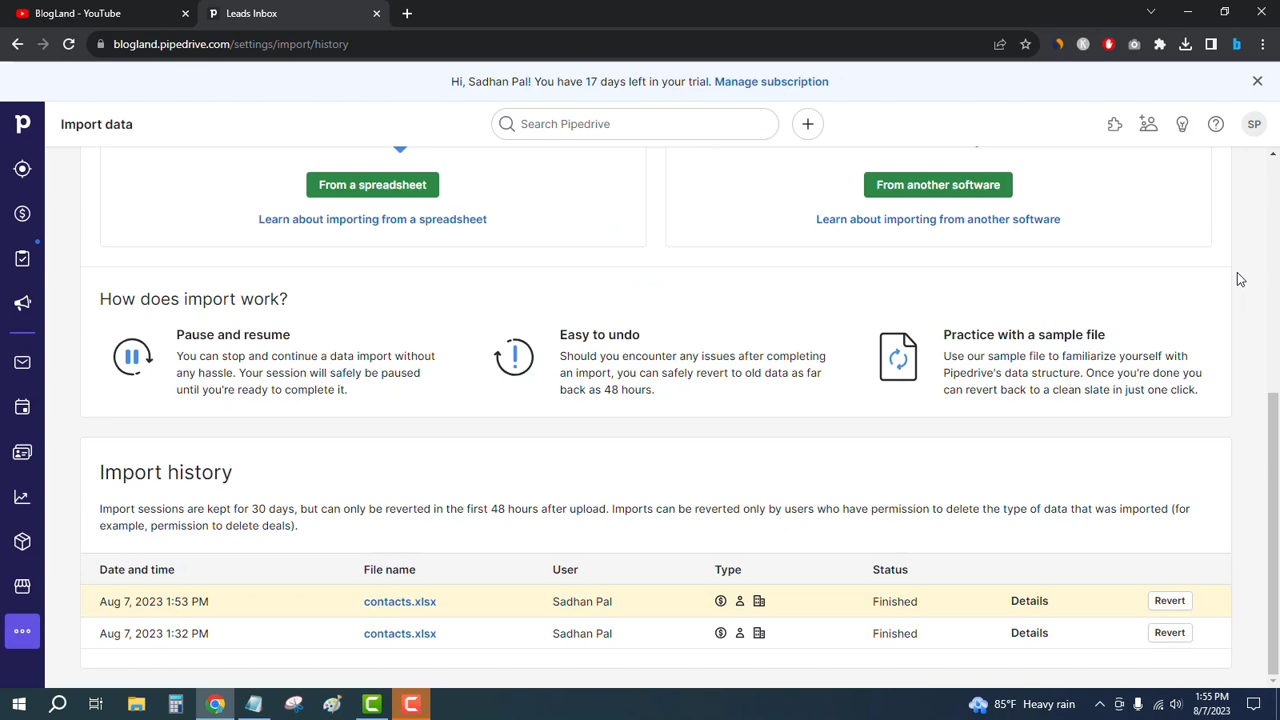 BlogLand - YouTube
Leads Inbox
blogland.pipedrive.com/settings/import/history
Hi, Sadhan Pal! You have 17 days left in your trial. Manage subscription
Import data
Search Pipedrive
SP
From a spreadsheet
From another software
Learn about importing from a spreadsheet
Learn about importing from another software
How does import work?
Pause and resume
You can stop and continue a data import without
any hassle. Your session will safely be paused
until you're ready to complete it.
Easy to undo
Should you encounter any issues after completing
an import, you can safely revert to old data as far
back as 48 hours.
Practice with a sample file
Use our sample file to familiarize yourself with
Pipedrive's data structure. Once you're done you
can revert back to a clean slate in just one click.
Import history
Import sessions are kept for 30 days, but can only be reverted in the first 48 hours after upload. Imports can be reverted only by users who have permission to delete the type of data that was imported (for
example, permission to delete deals).
Date and time File name User Type Status
Aug 7, 2023 1:53 PM contacts.xlsx Sadhan Pal Finished Details Revert
Aug 7, 2023 1:32 PM contacts.xlsx Sadhan Pal Finished Details Revert
85°F Heavy rain
1:55 PM
8/7/2023